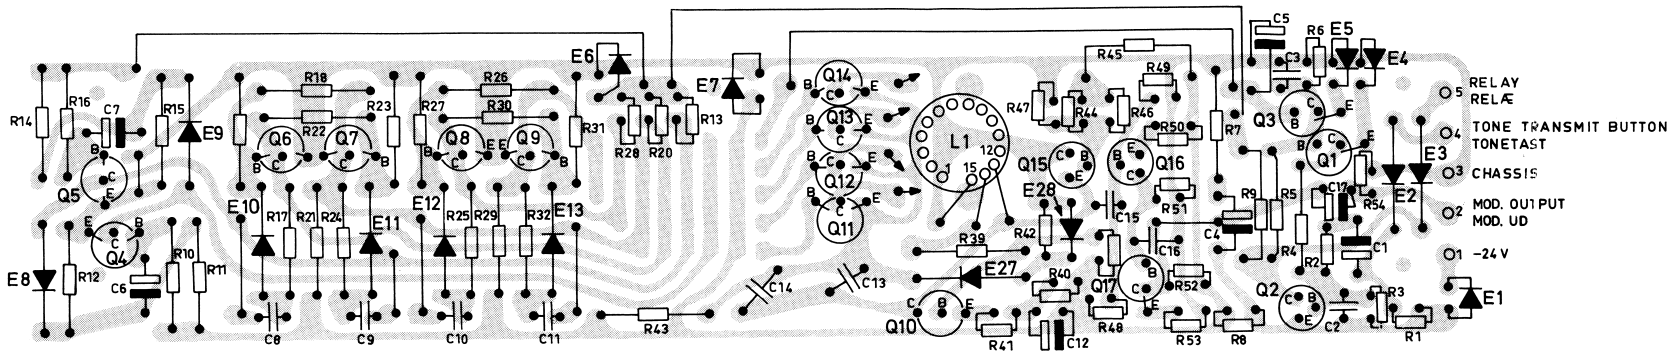 R14
R16
C7
R15
E9
B
E
C
Q5
E
B
C
Q4
E8
R12
C6
R10
R11
R18
R22
R23
B
C
Q6
E
Q7
C
B
R27
R26
R30
R31
B
Q8
C
E
E
Q9
C
B
E10
R17
R21
R24
E11
E12
R25
R29
R32
E13
C8
C9
C10
C11
E6
R28
R20
R13
E7
R43
C14
C13
Q14
B
C
E
Q13
C
Q12
C
B
E
C
Q11
L1
1
15
12
R39
E27
C
B
E
Q10
R41
C12
R40
R42
E28
R45
R47
R44
R46
R49
R50
Q15
C
B
E
E
B
C
Q16
R51
C15
C16
Q17
B
C
E
R52
R48
R53
R8
R7
C4
R9
R5
R4
R2
C5
C3
R6
E5
E4
Q3
C
E
B
Q1
C
B
E
C17
R54
C1
E2
E3
Q2
C
B
E
C2
R3
R1
E1
5 RELAY
RELÆ
4 TONE TRANSMIT BUTTON
TONETAST
3 CHASSIS
2 MOD. OUTPUT
MOD. UD
1 -24V